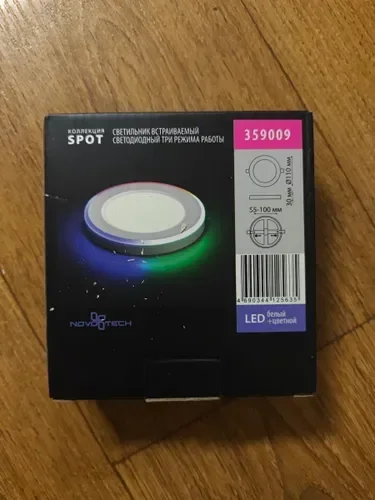 КОЛЛЕКЦИЯ
SPOT
СВЕТИЛЬНИК ВСТРАИВАЕМЫЙ
СВЕТОДИОДНЫЙ ТРИ РЕЖИМА РАБОТЫ
359009
30 мм Ø110 мм
55-100 мм
4690344125635
NOVOTECH
LED белый
+цветной